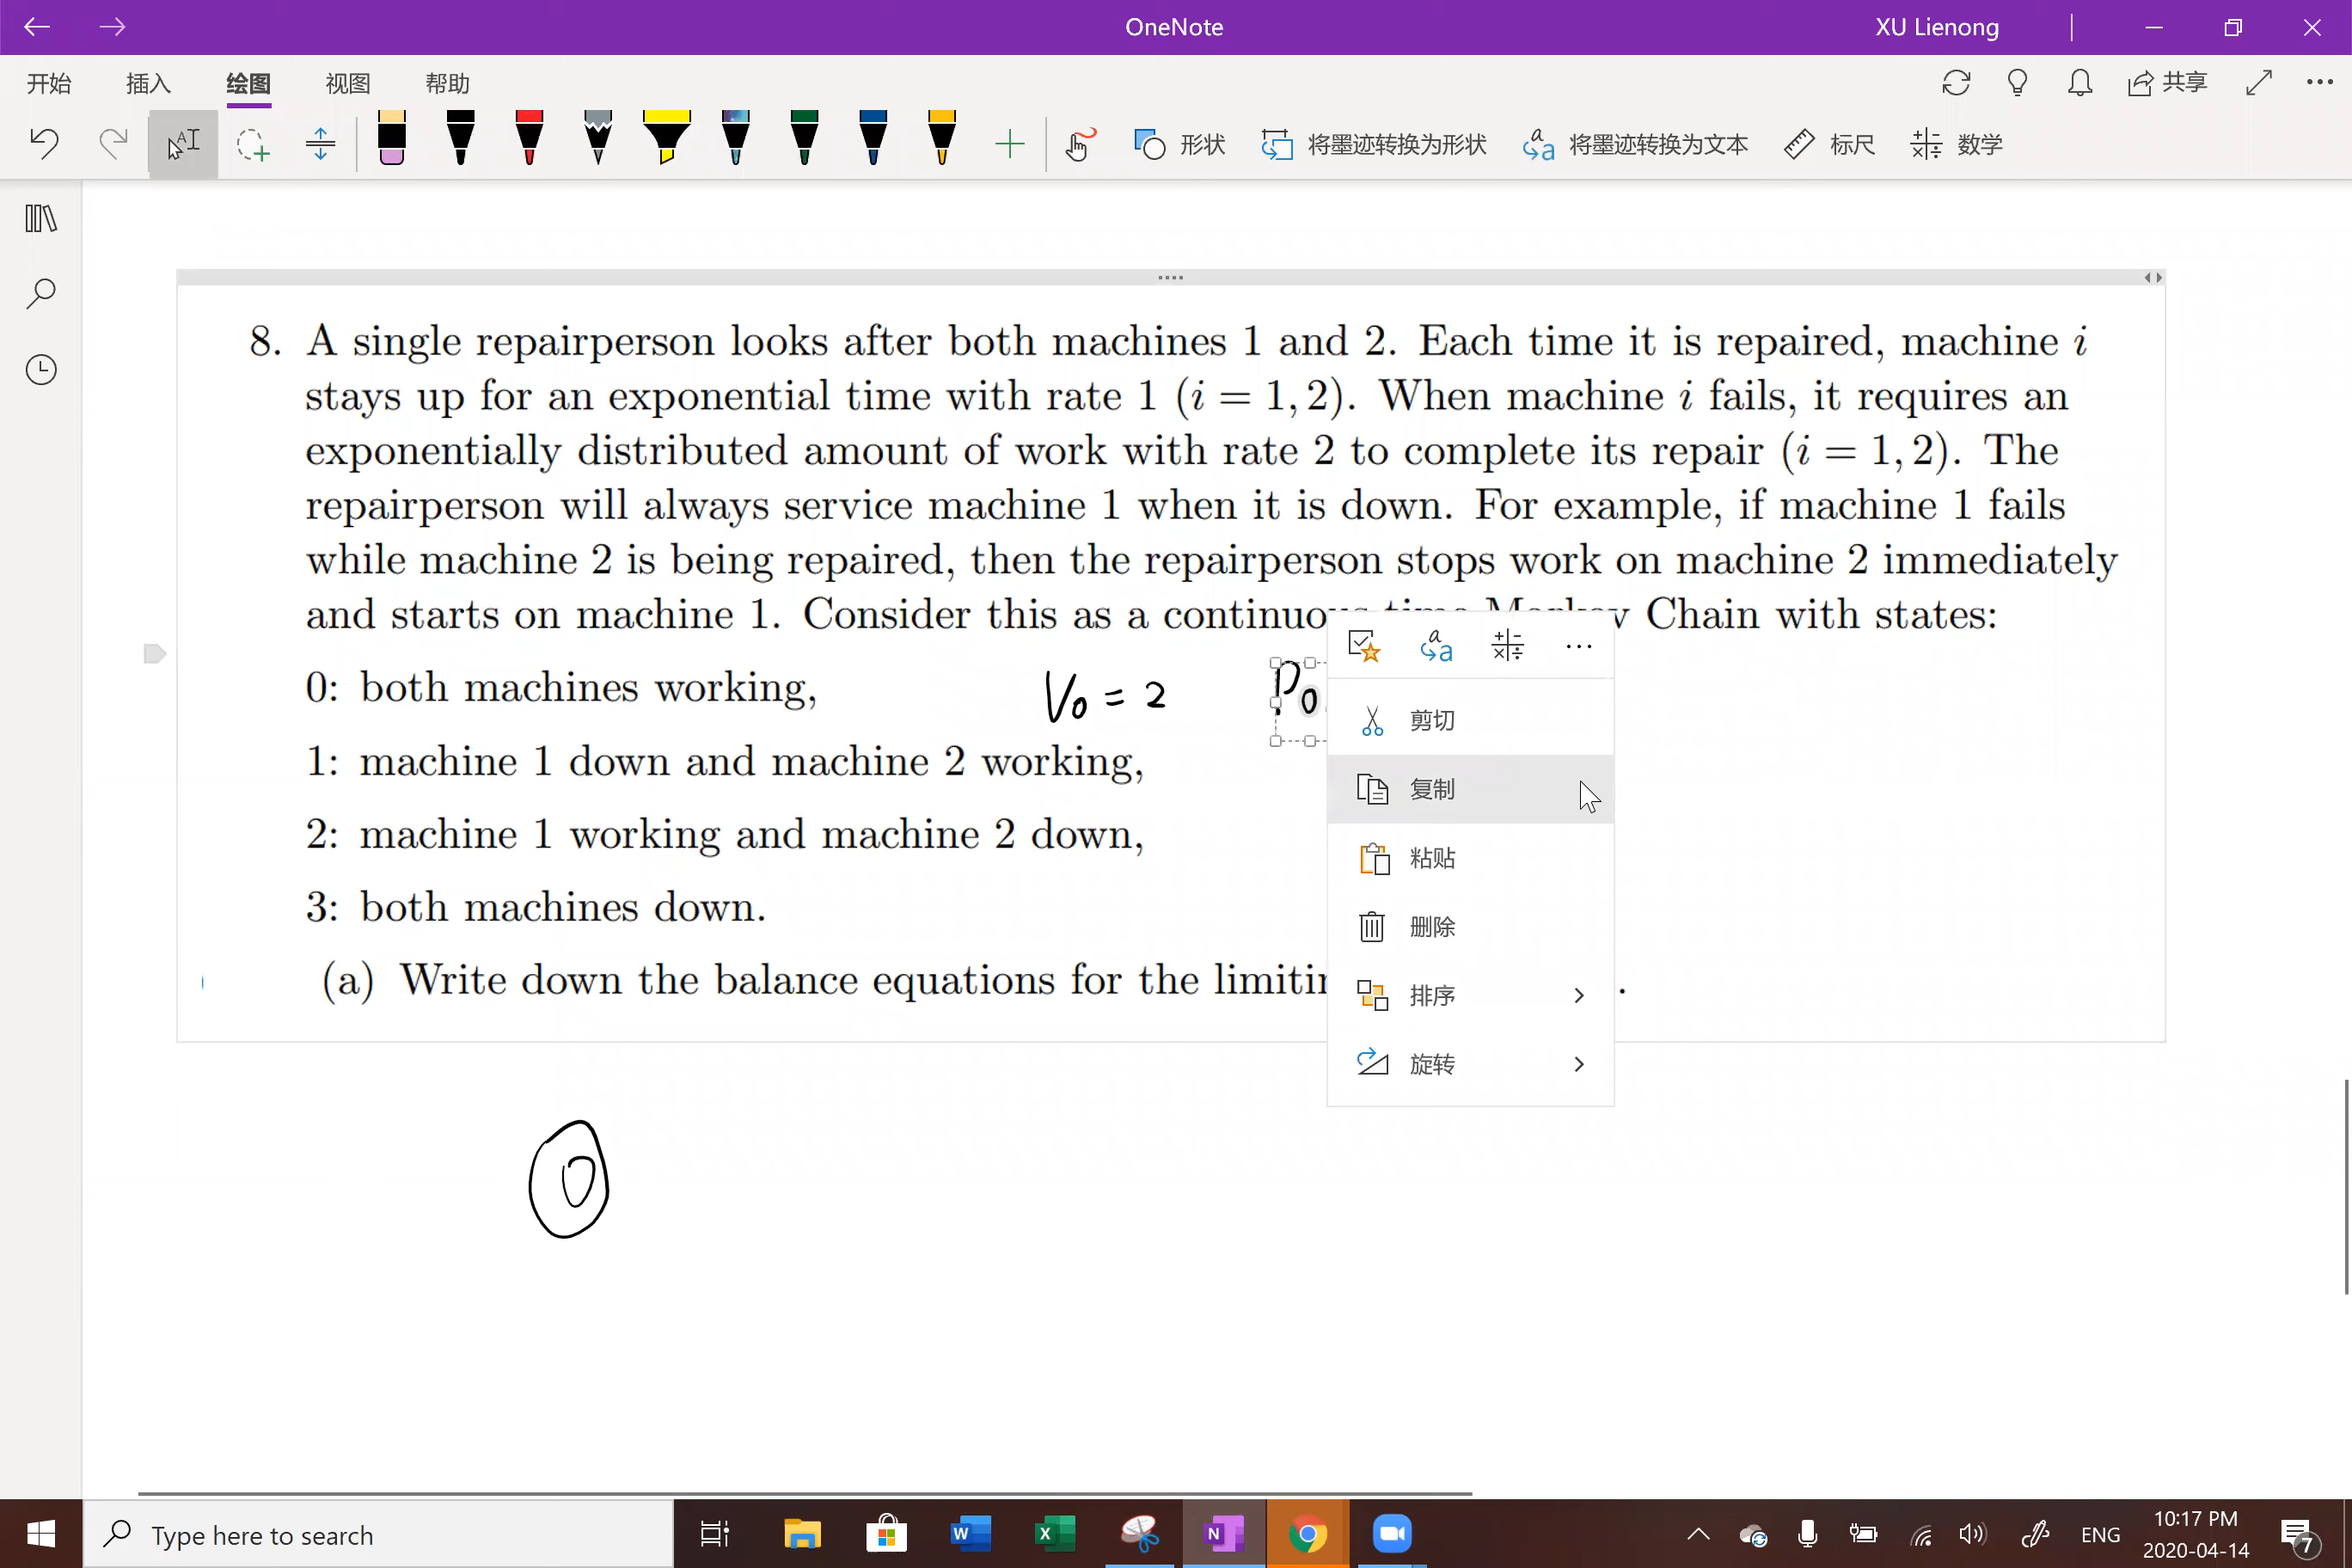 OneNote
XU Lienong
开始 插入 绘图 视图 帮助
共享
形状 将墨迹转换为形状 将墨迹转换为文本 标尺 数学
8. A single repairperson looks after both machines 1 and 2. Each time it is repaired, machine i
stays up for an exponential time with rate 1 (i = 1, 2). When machine i fails, it requires an
exponentially distributed amount of work with rate 2 to complete its repair (i = 1, 2). The
repairperson will always service machine 1 when it is down. For example, if machine 1 fails
while machine 2 is being repaired, then the repairperson stops work on machine 2 immediately
and starts on machine 1. Consider this as a Chain with states:
0: both machines working,
V0 = 2
P0
1: machine 1 down and machine 2 working,
2: machine 1 working and machine 2 down,
3: both machines down.
(a) Write down the balance equations for the
剪切
复制
粘贴
删除
排序
旋转
0
Type here to search
ENG
10:17 PM
2020-04-14
7